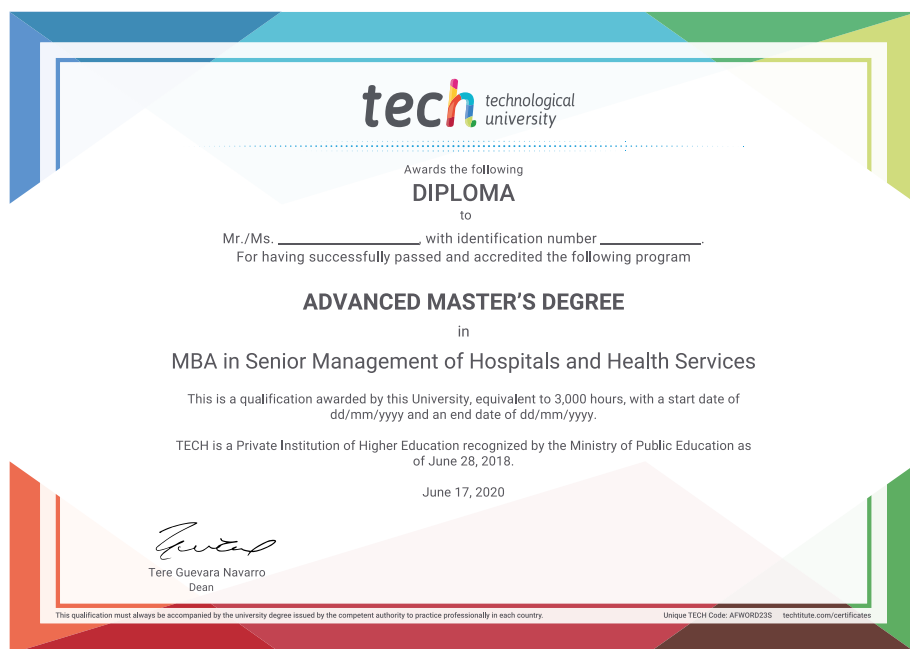 tech technological
university
Awards the following
DIPLOMA
to
Mr./Ms. ____________________, with identification number ______________.
For having successfully passed and accredited the following program
ADVANCED MASTER'S DEGREE
in
MBA in Senior Management of Hospitals and Health Services
This is a qualification awarded by this University, equivalent to 3,000 hours, with a start date of
dd/mm/yyyy and an end date of dd/mm/yyyy.
TECH is a Private Institution of Higher Education recognized by the Ministry of Public Education as
of June 28, 2018.
June 17, 2020
Tere Guevara Navarro
Dean
This qualification must always be accompanied by the university degree issued by the competent authority to practice professionally in each country. Unique TECH Code: AFWORD23S techtitute.com/certificates